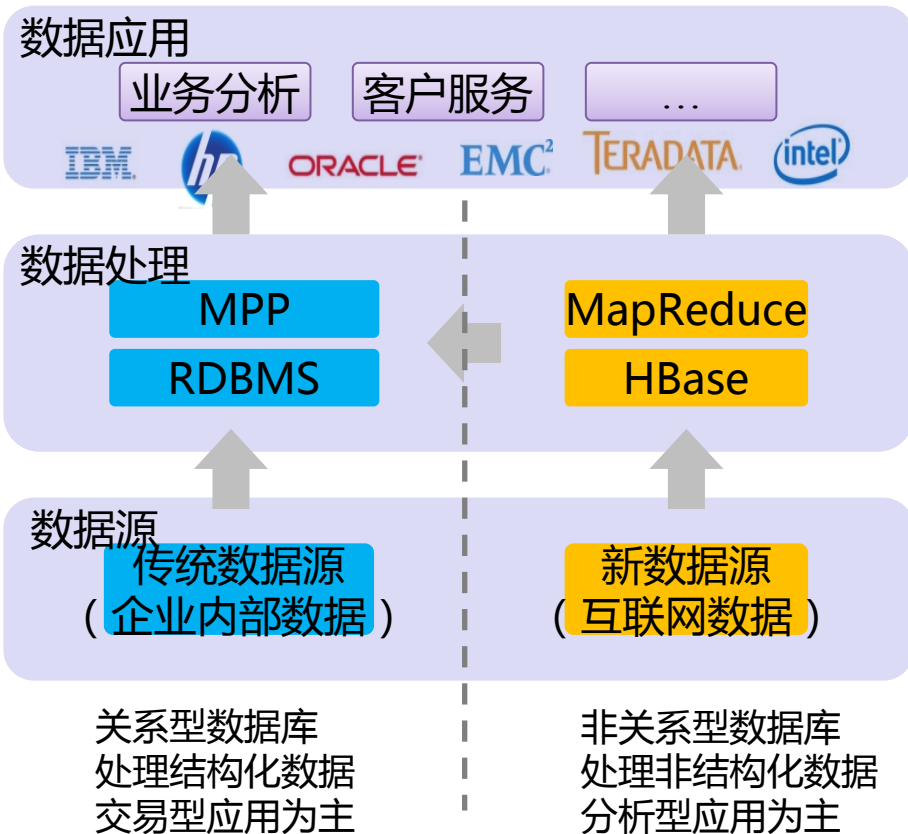 数据应用
业务分析
客户服务
…
IBM.
hp
ORACLE
EMC²
TERADATA.
intel
数据处理
MPP
MapReduce
RDBMS
HBase
数据源
传统数据源
（企业内部数据）
新数据源
（互联网数据）
关系型数据库
处理结构化数据
交易型应用为主
非关系型数据库
处理非结构化数据
分析型应用为主